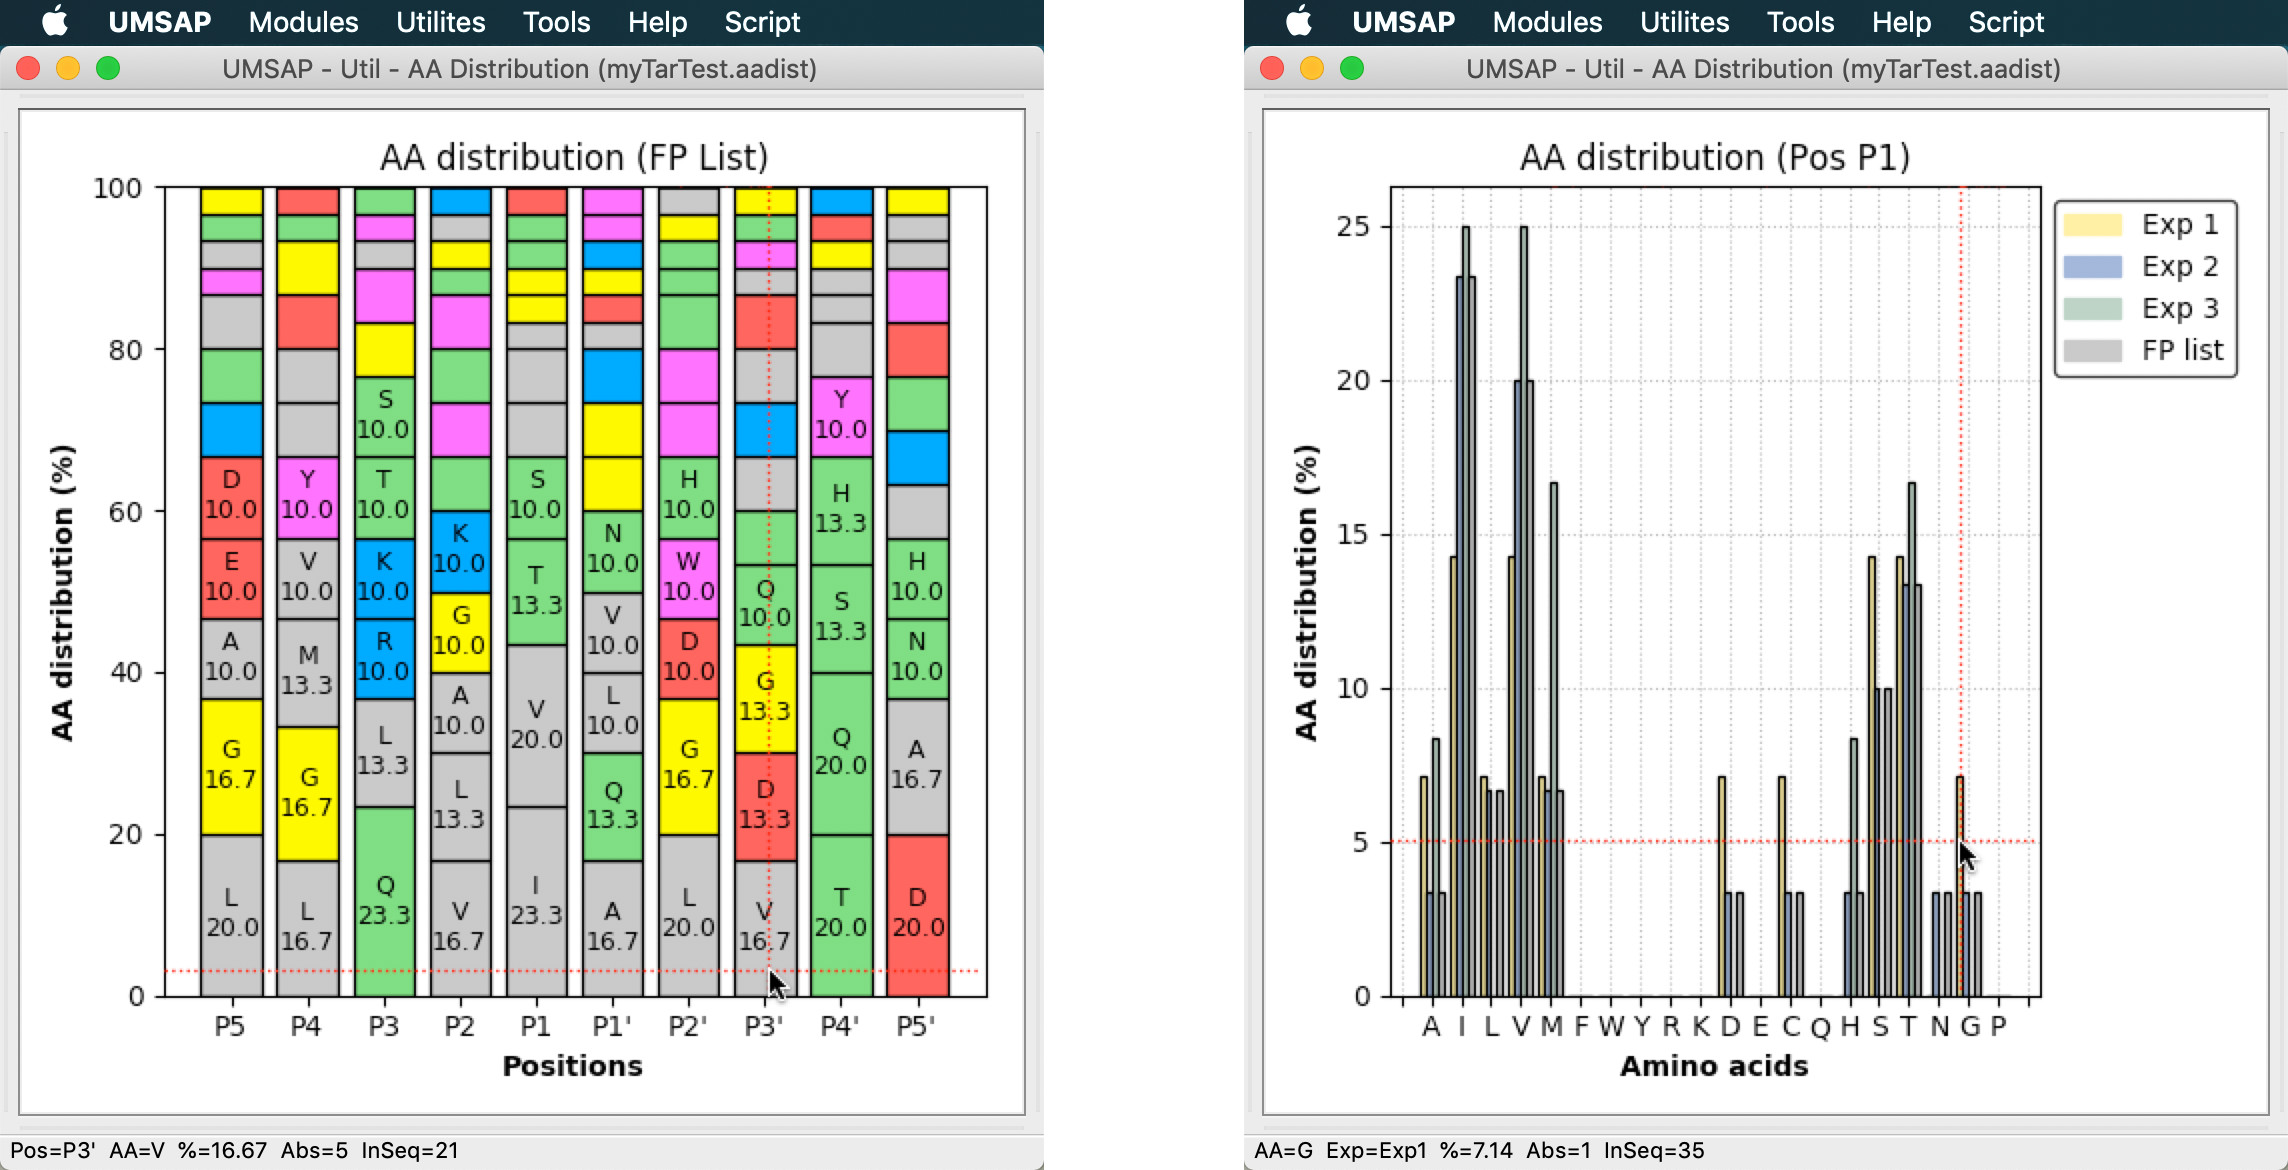 UMSAP Modules Utilites Tools Help Script
UMSAP - Util - AA Distribution (myTarTest.aadist)
AA distribution (FP List)
AA distribution (%)
100
80
60
40
20
0
D 10.0
E 10.0
A 10.0
G 16.7
L 20.0
Y 10.0
V 10.0
M 13.3
G 16.7
L 16.7
S 10.0
T 10.0
K 10.0
R 10.0
L 13.3
Q 23.3
K 10.0
G 10.0
A 10.0
L 13.3
V 16.7
S 10.0
T 13.3
V 20.0
I 23.3
N 10.0
V 10.0
L 10.0
Q 13.3
A 16.7
H 10.0
W 10.0
D 10.0
G 16.7
L 20.0
Q 10.0
G 13.3
D 13.3
V 16.7
Y 10.0
H 13.3
S 13.3
Q 20.0
T 20.0
H 10.0
N 10.0
A 16.7
D 20.0
P5 P4 P3 P2 P1 P1' P2' P3' P4' P5'
Positions
Pos=P3' AA=V %=16.67 Abs=5 InSeq=21
UMSAP Modules Utilites Tools Help Script
UMSAP - Util - AA Distribution (myTarTest.aadist)
AA distribution (Pos P1)
AA distribution (%)
25
20
15
10
5
0
Exp 1
Exp 2
Exp 3
FP list
A I L V M F W Y R K D E C Q H S T N G P
Amino acids
AA=G Exp=Exp1 %=7.14 Abs=1 InSeq=35